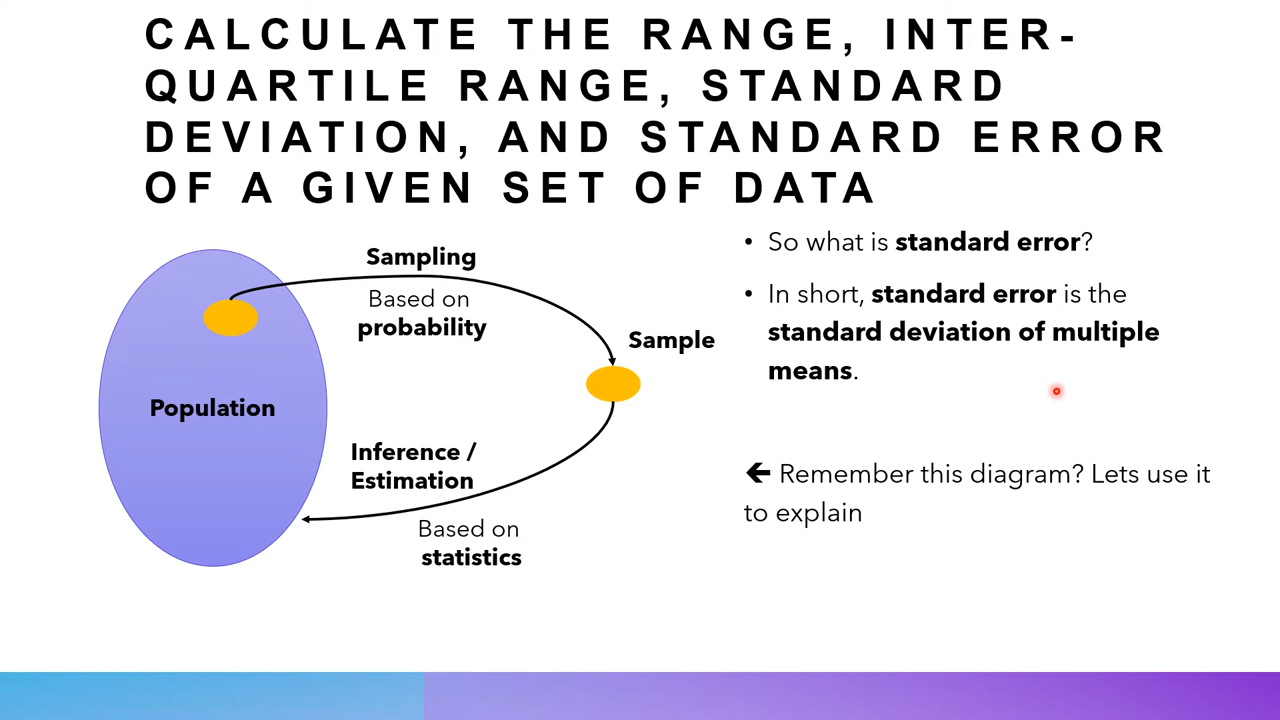 CALCULATE THE RANGE, INTER-
QUARTILE RANGE, STANDARD
DEVIATION, AND STANDARD ERROR
OF A GIVEN SET OF DATA
Sampling
Based on
probability
Sample
Population
Inference /
Estimation
Based on
statistics
• So what is standard error?
• In short, standard error is the
standard deviation of multiple
means.
🡸 Remember this diagram? Lets use it
to explain